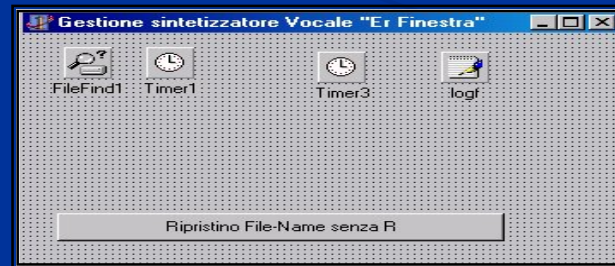 Gestione sintetizzatore Vocale "Er Finestra"
FileFind1 Timer1 Timer3 logf
Ripristino File-Name senza R